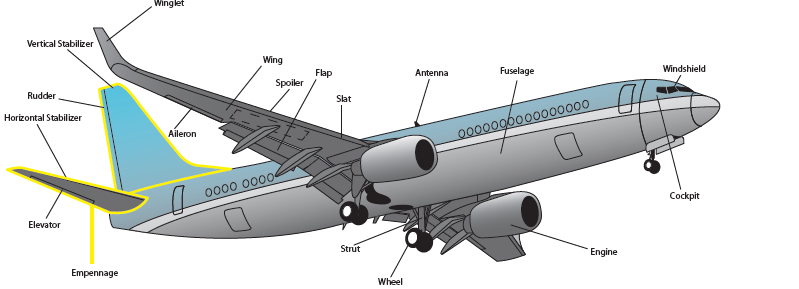 Winglet
Vertical Stabilizer
Wing
Flap
Spoiler
Antenna
Fuselage
Windshield
Rudder
Slat
Horizontal Stabilizer
Aileron
Cockpit
Elevator
Strut
Engine
Empennage
Wheel